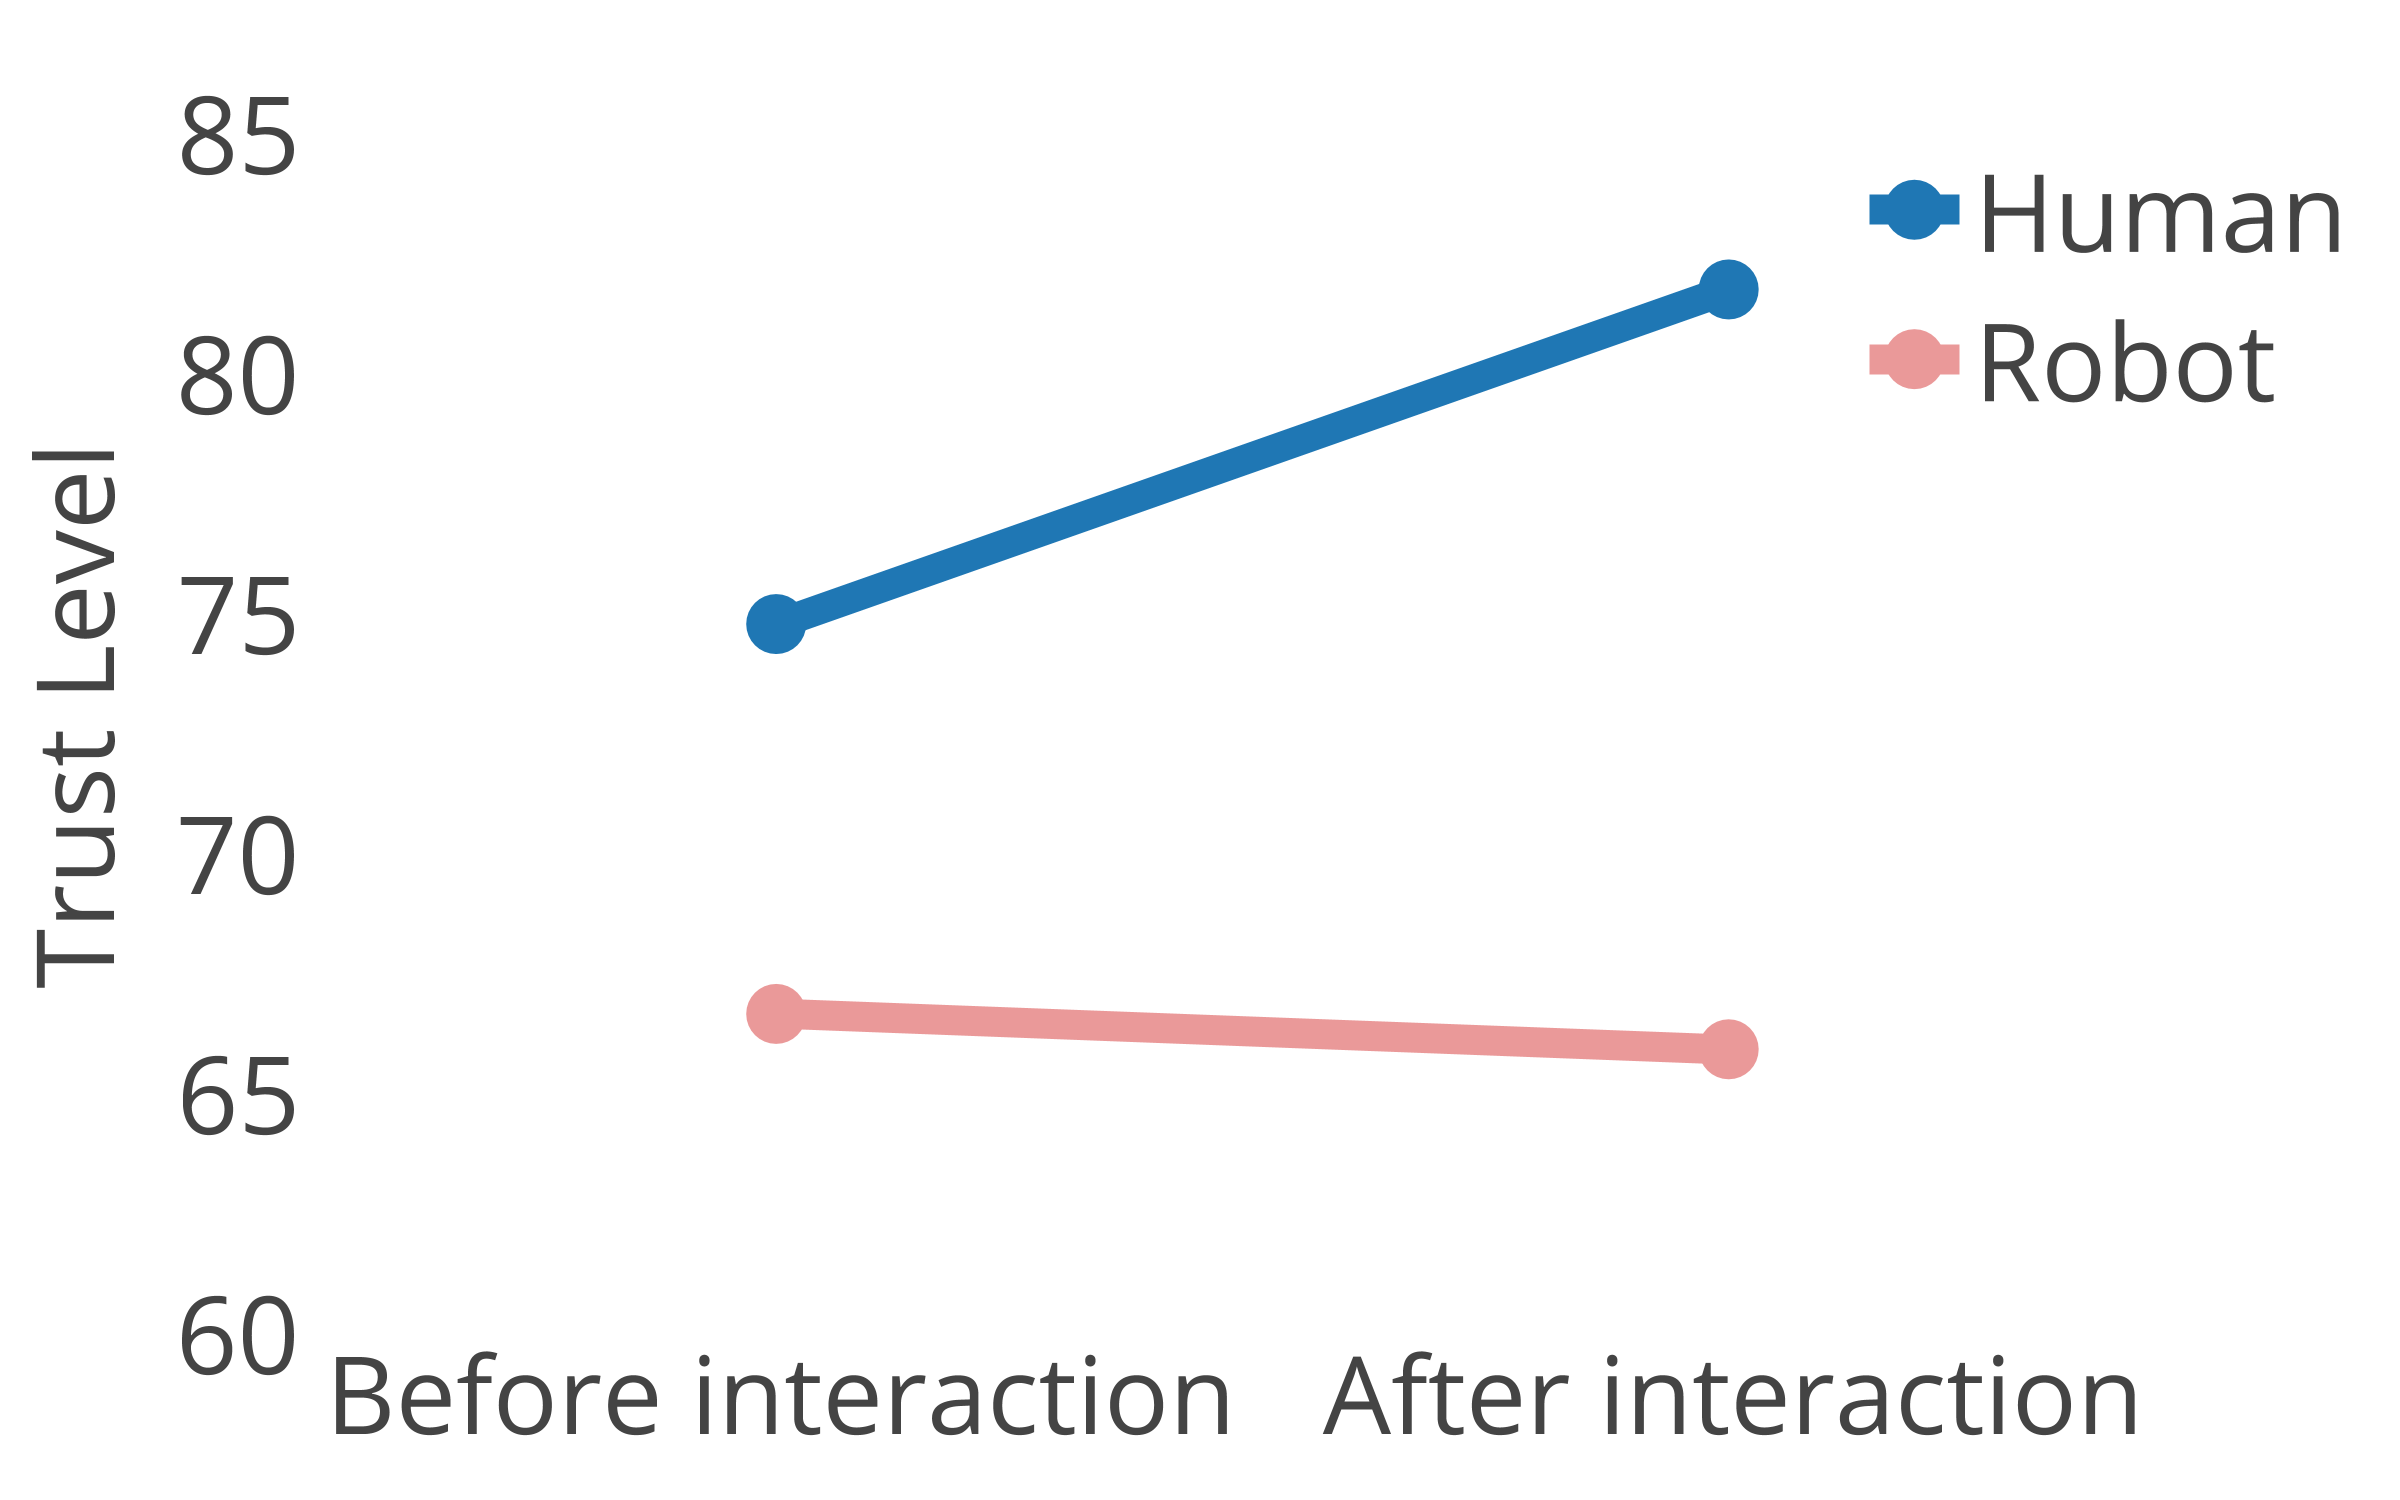 85
80
75
70
65
60
Trust Level
Before interaction
After interaction
Human
Robot